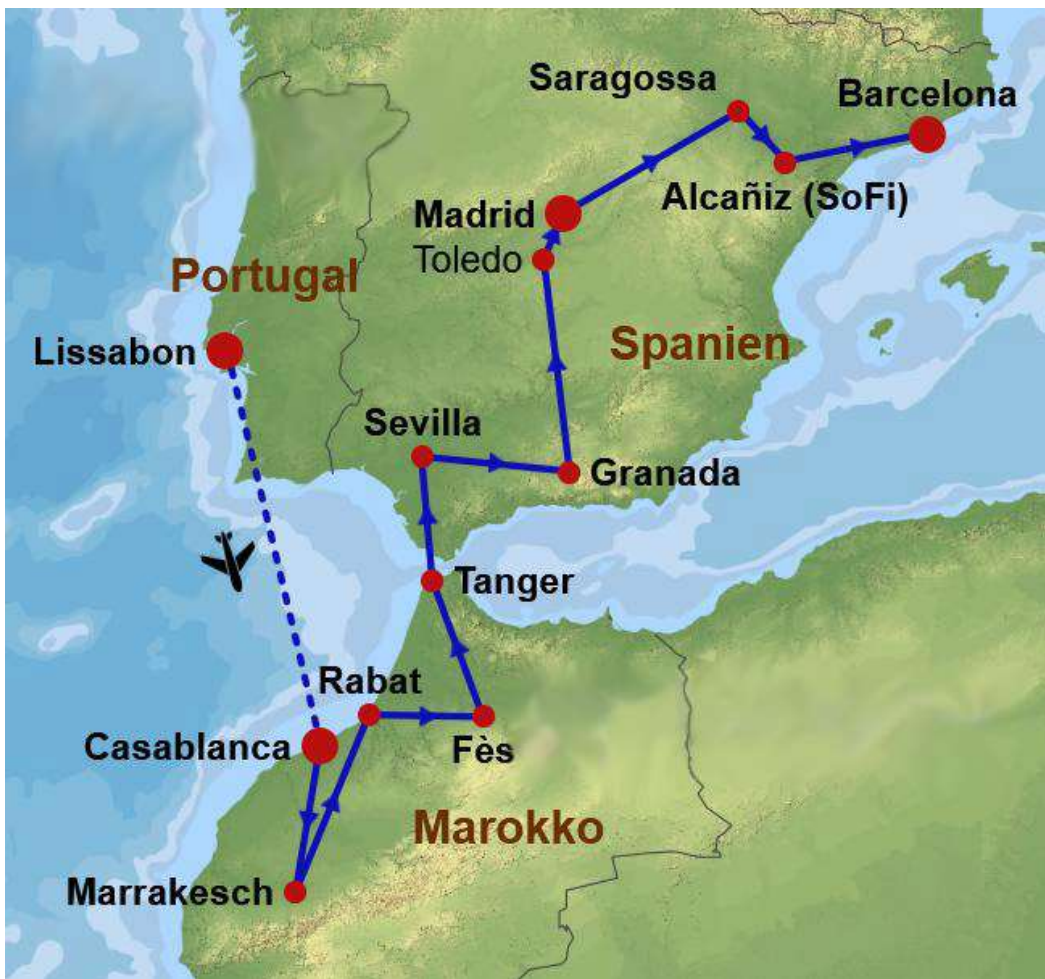 Saragossa
Barcelona
Alcañiz (SoFi)
Madrid
Toledo
Portugal
Spanien
Lissabon
Sevilla
Granada
Tanger
Rabat
Casablanca
Fès
Marokko
Marrakesch